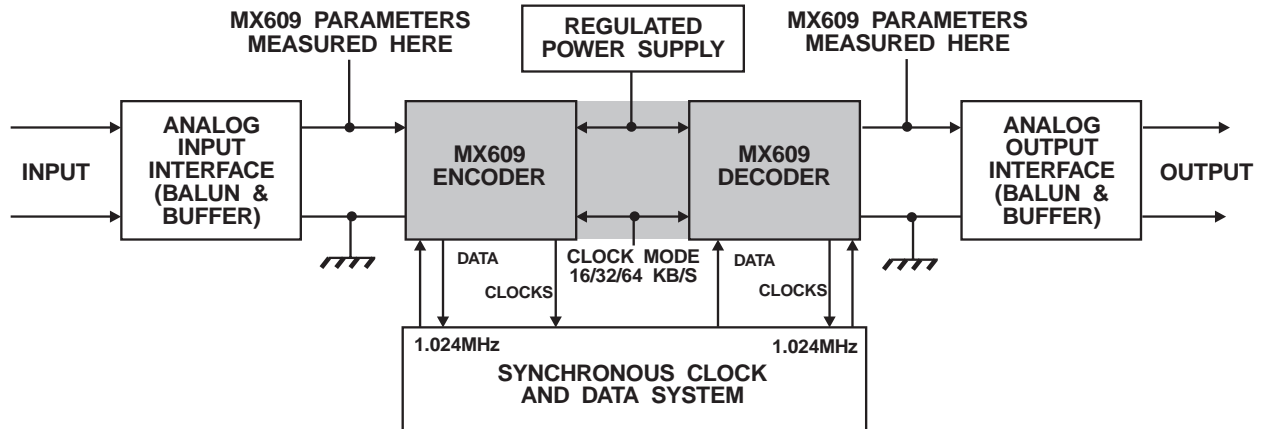 MX609 PARAMETERS
MEASURED HERE
REGULATED
POWER SUPPLY
MX609 PARAMETERS
MEASURED HERE
INPUT
ANALOG
INPUT
INTERFACE
(BALUN &
BUFFER)
MX609
ENCODER
MX609
DECODER
ANALOG
OUTPUT
INTERFACE
(BALUN &
BUFFER)
OUTPUT
DATA
CLOCKS
CLOCK MODE
16/32/64 KB/S
DATA
CLOCKS
1.024MHz
1.024MHz
SYNCHRONOUS CLOCK
AND DATA SYSTEM